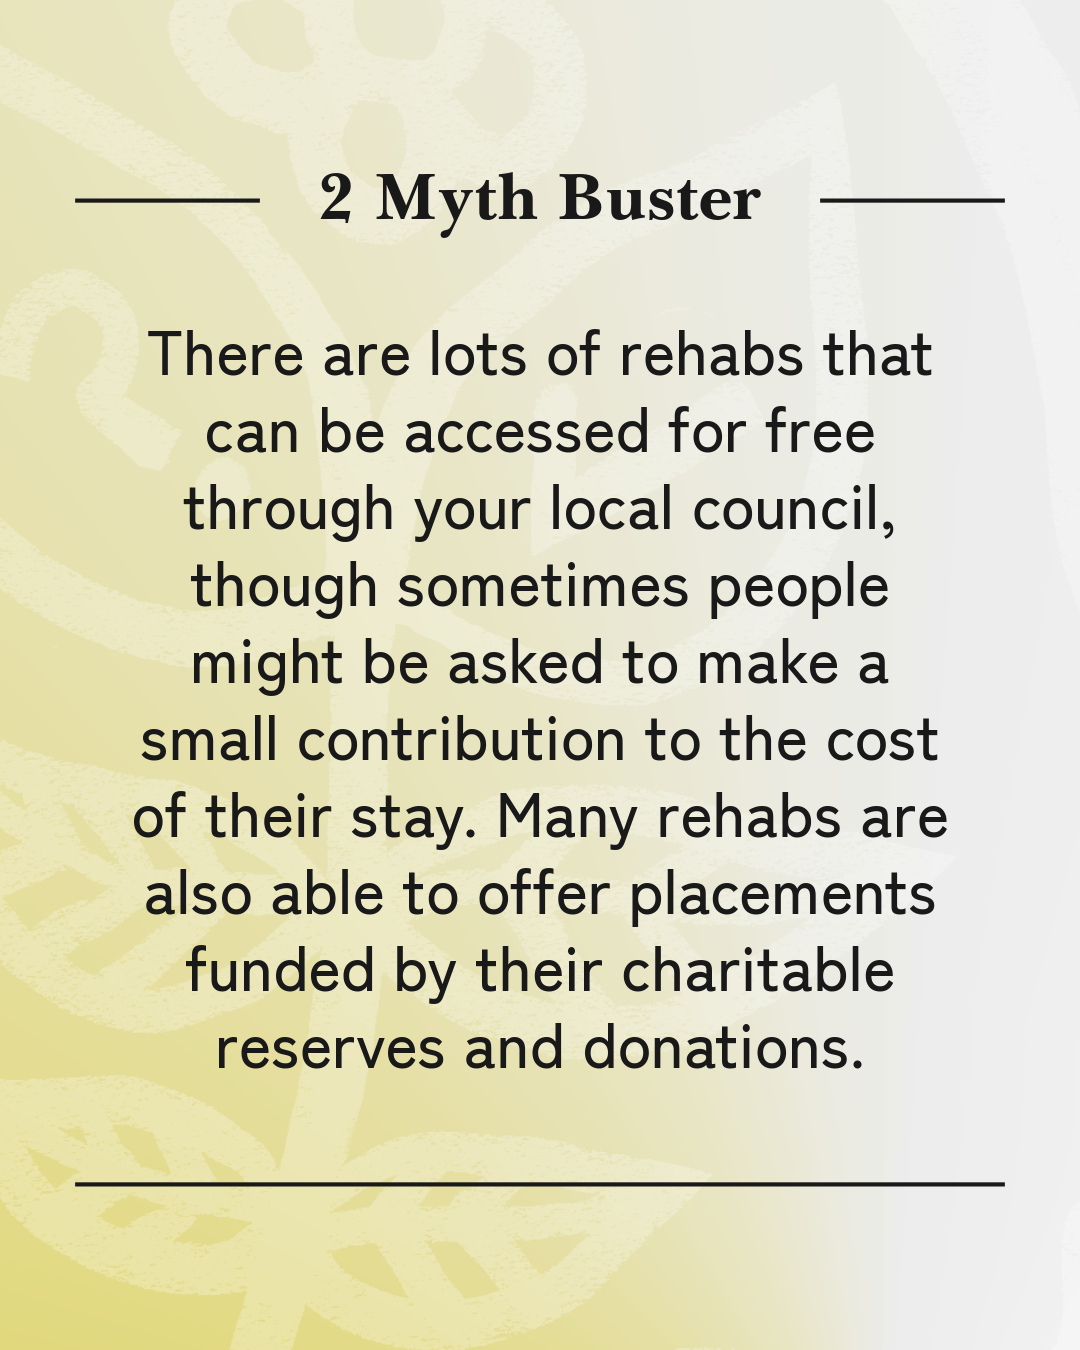 2 Myth Buster
There are lots of rehabs that
can be accessed for free
through your local council,
though sometimes people
might be asked to make a
small contribution to the cost
of their stay. Many rehabs are
also able to offer placements
funded by their charitable
reserves and donations.